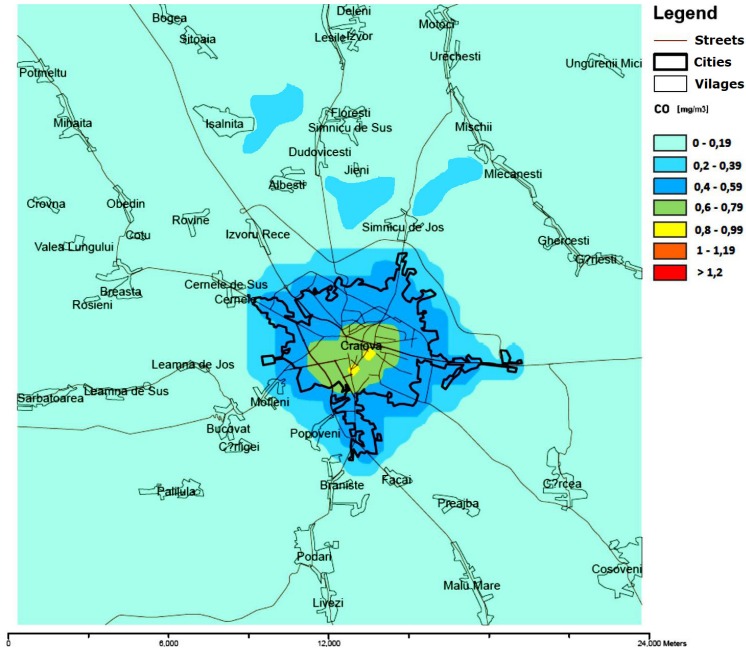 Bogea
Deleni
Motoci
Sitoaia
Lesile
Izvor
Urechesti
Ungurenii Mici
Potmeltu
Mihaita
Isalnita
Floresti
Simnicu de Sus
Mischii
Dudovicesti
Jieni
Albesti
Mlecanesti
Crovna
Obedin
Rovine
Simnicu de Jos
Izvoru Rece
Cotu
Valea Lungului
Ghercesti
G?nesti
Breasta
Rosieni
Cernele de Sus
Cernele
Craiova
Leamna de Jos
Leamna de Sus
Sarbatoarea
Mofleni
Bucovat
C?rligei
Popoveni
Palilula
Braniste
Facai
Preajba
G?rcea
Podari
Malu Mare
Cosoveni
Livezi
0 6,000 12,000 24,000 Meters
Legend
Streets
Cities
Vilages
CO [mg/m3]
0 - 0,19
0,2 - 0,39
0,4 - 0,59
0,6 - 0,79
0,8 - 0,99
1 - 1,19
> 1,2